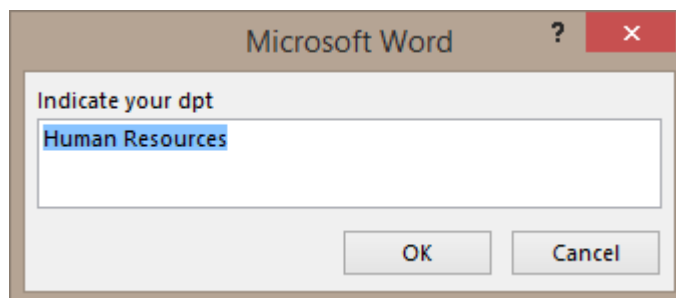 Microsoft Word ? ×
Indicate your dpt
Human Resources
OK Cancel